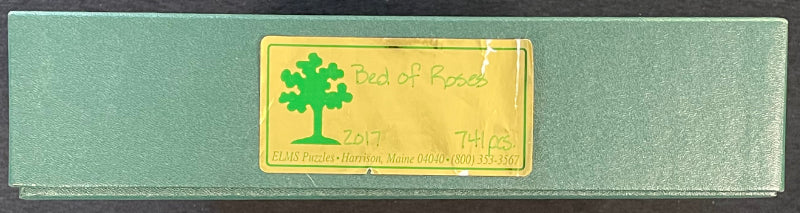 Bed of Roses
2017 741 pcs.
ELMS Puzzles • Harrison, Maine 04040 • (800) 353-3567